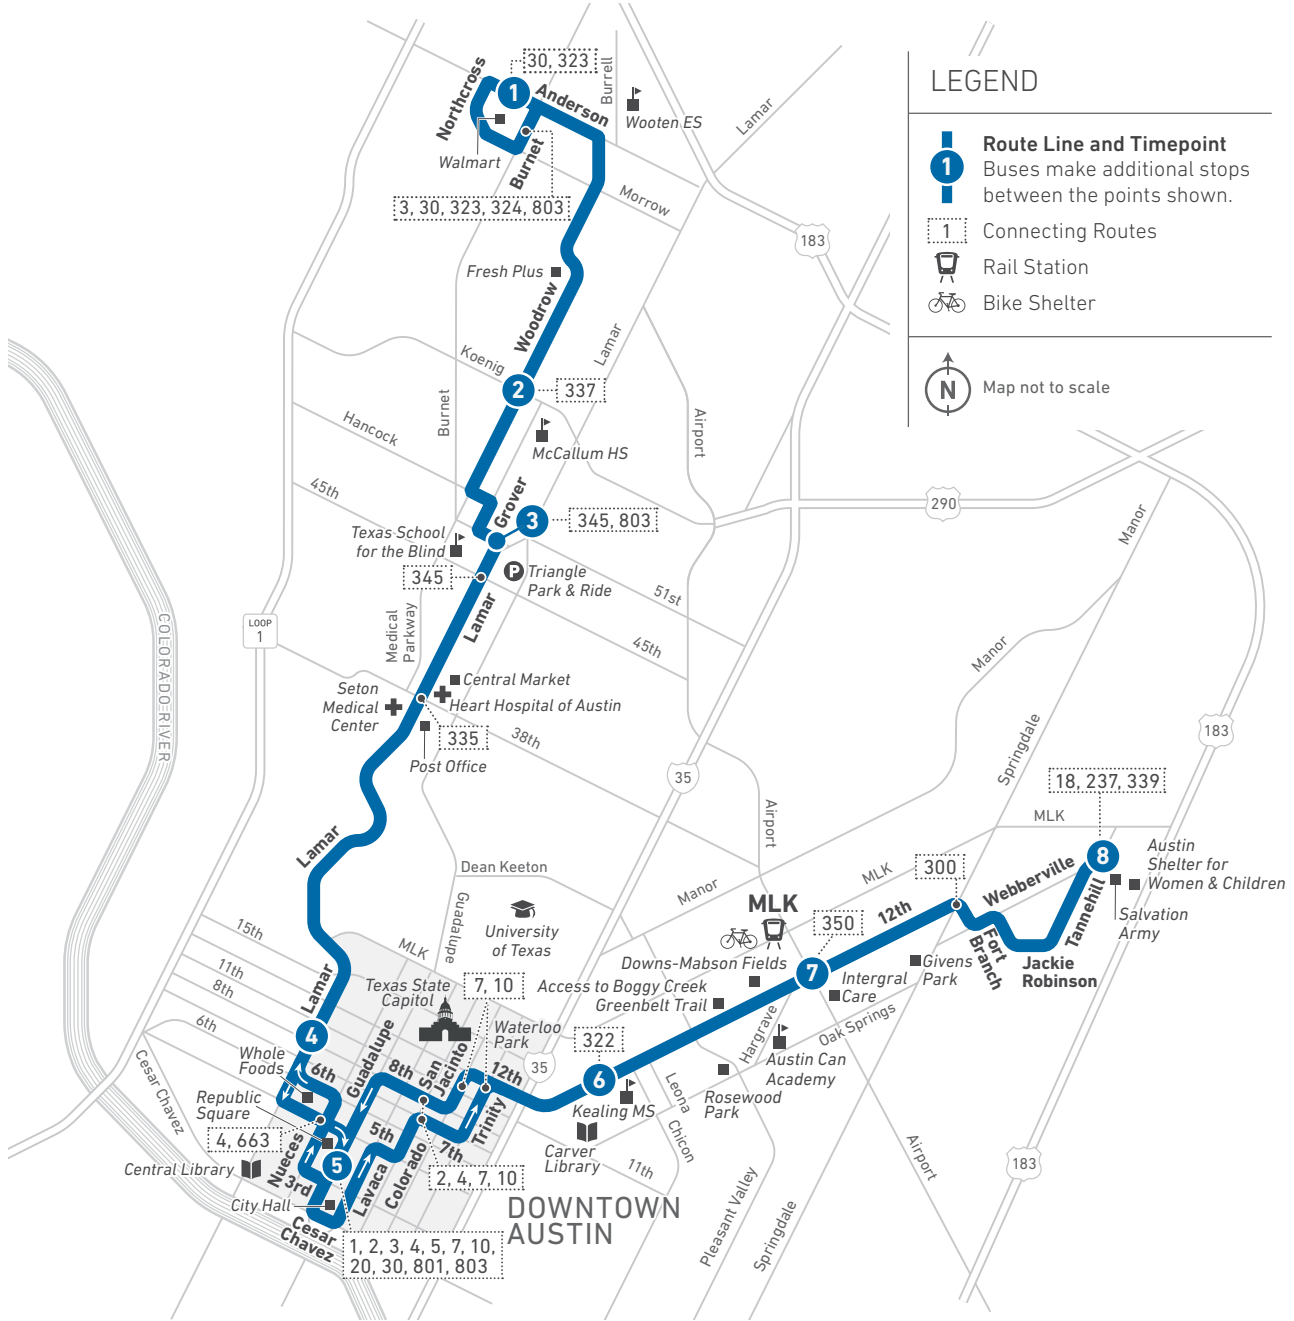 30, 323
Northcross
1
Anderson
Burrell
Wooten ES
Lamar
Walmart
Burnet
3, 30, 323, 324, 803
Morrow
183
Fresh Plus
Woodrow
Lamar
Koenig
2
337
Burnet
Airport
Hancock
McCallum HS
45th
Grover
3
345, 803
290
Manor
Texas School
for the Blind
345
P
Triangle
Park & Ride
51st
COLORADO RIVER
LOOP
1
Medical
Parkway
Lamar
45th
Manor
Central Market
Seton
Medical
Center
Heart Hospital of Austin
335
38th
Post Office
Springdale
183
35
18, 237, 339
Airport
MLK
Lamar
Dean Keeton
Manor
MLK
300
Webberville
8
Austin
Shelter for
Women & Children
Tannehill
Salvation
Army
Guadalupe
MLK
12th
350
15th
MLK
University
of Texas
Downs-Mabson Fields
7
Fort
Branch
Jackie
Robinson
Givens
Park
11th
8th
Lamar
Texas State
Capitol
7, 10
Access to Boggy Creek
Greenbelt Trail
Intergral
Care
6th
4
Guadalupe
Waterloo
Park
322
Hargrave
Oak Springs
Whole
Foods
6th
8th
San
Jacinto
12th
35
6
Austin Can
Academy
Cesar Chavez
Republic
Square
Kealing MS
Leona
Rosewood
Park
4, 663
5th
Trinity
Carver
Library
Chicon
Airport
Central Library
Nueces
5
7th
11th
183
3rd
Lavaca
Colorado
2, 4, 7, 10
City Hall
Cesar
Chavez
DOWNTOWN
AUSTIN
Pleasant Valley
Springdale
1, 2, 3, 4, 5, 7, 10,
20, 30, 801, 803
LEGEND
1
Route Line and Timepoint
Buses make additional stops
between the points shown.
1
Connecting Routes
Rail Station
Bike Shelter
N
Map not to scale